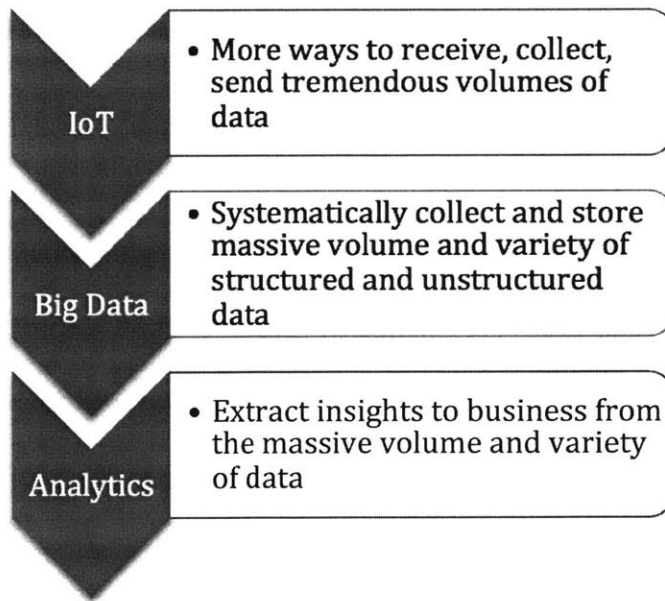 IoT
• More ways to receive, collect,
send tremendous volumes of
data
Big Data
• Systematically collect and store
massive volume and variety of
structured and unstructured
data
Analytics
• Extract insights to business from
the massive volume and variety
of data